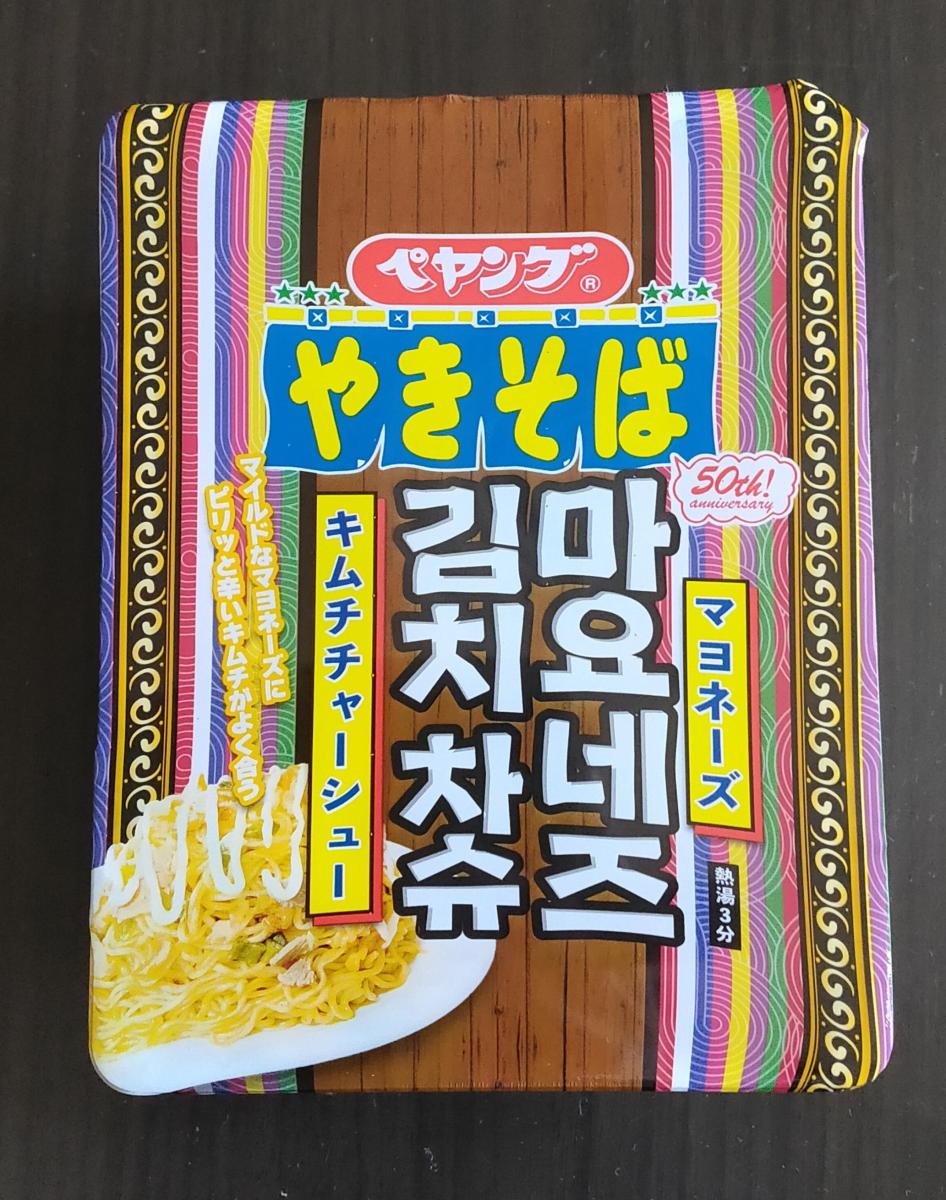 ペヤング®
やきそば
50th!
anniversary
マヨネーズ
마요네즈
김치 차슈
キムチチャーシュー
マイルドなマヨネーズに
ピリッと辛いキムチがよく合う
熱湯3分